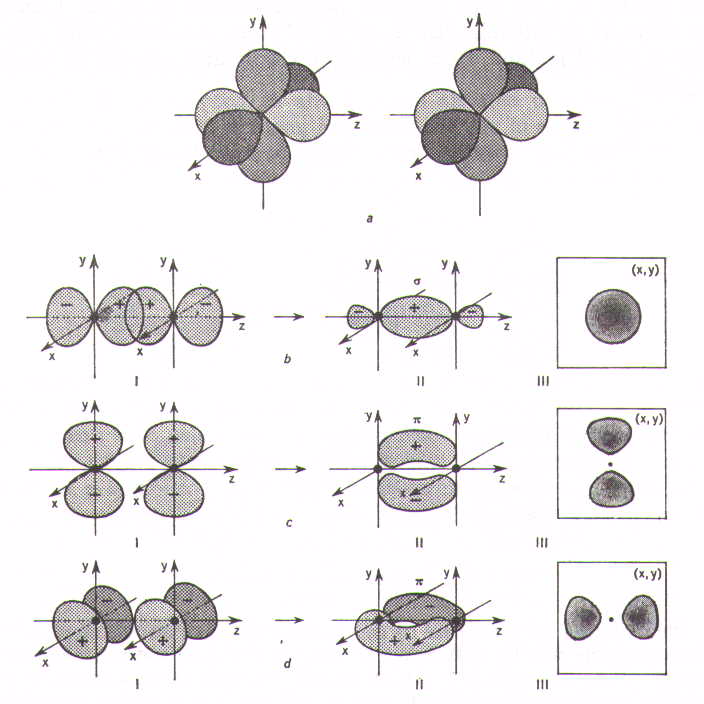 y y
z z
x x
a
y y
− + + − z
x x
I
b
σ
− + − z
x x
II
(x,y)
III
y y
+ +
− − z
x x
I
c
y π y
+
− z
x x
II
(x,y)
III
y y
− − z
+ +
x x
I
d
y π y
− z
+
x x
II
(x,y)
III